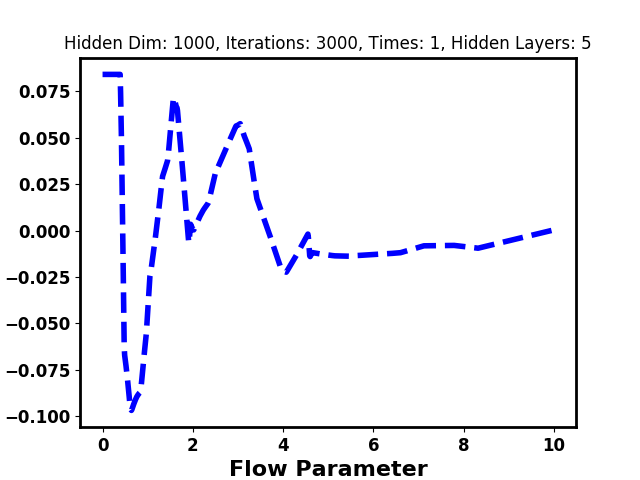 Hidden Dim: 1000, Iterations: 3000, Times: 1, Hidden Layers: 5
0.075
0.050
0.025
0.000
−0.025
−0.050
−0.075
−0.100
0 2 4 6 8 10
Flow Parameter